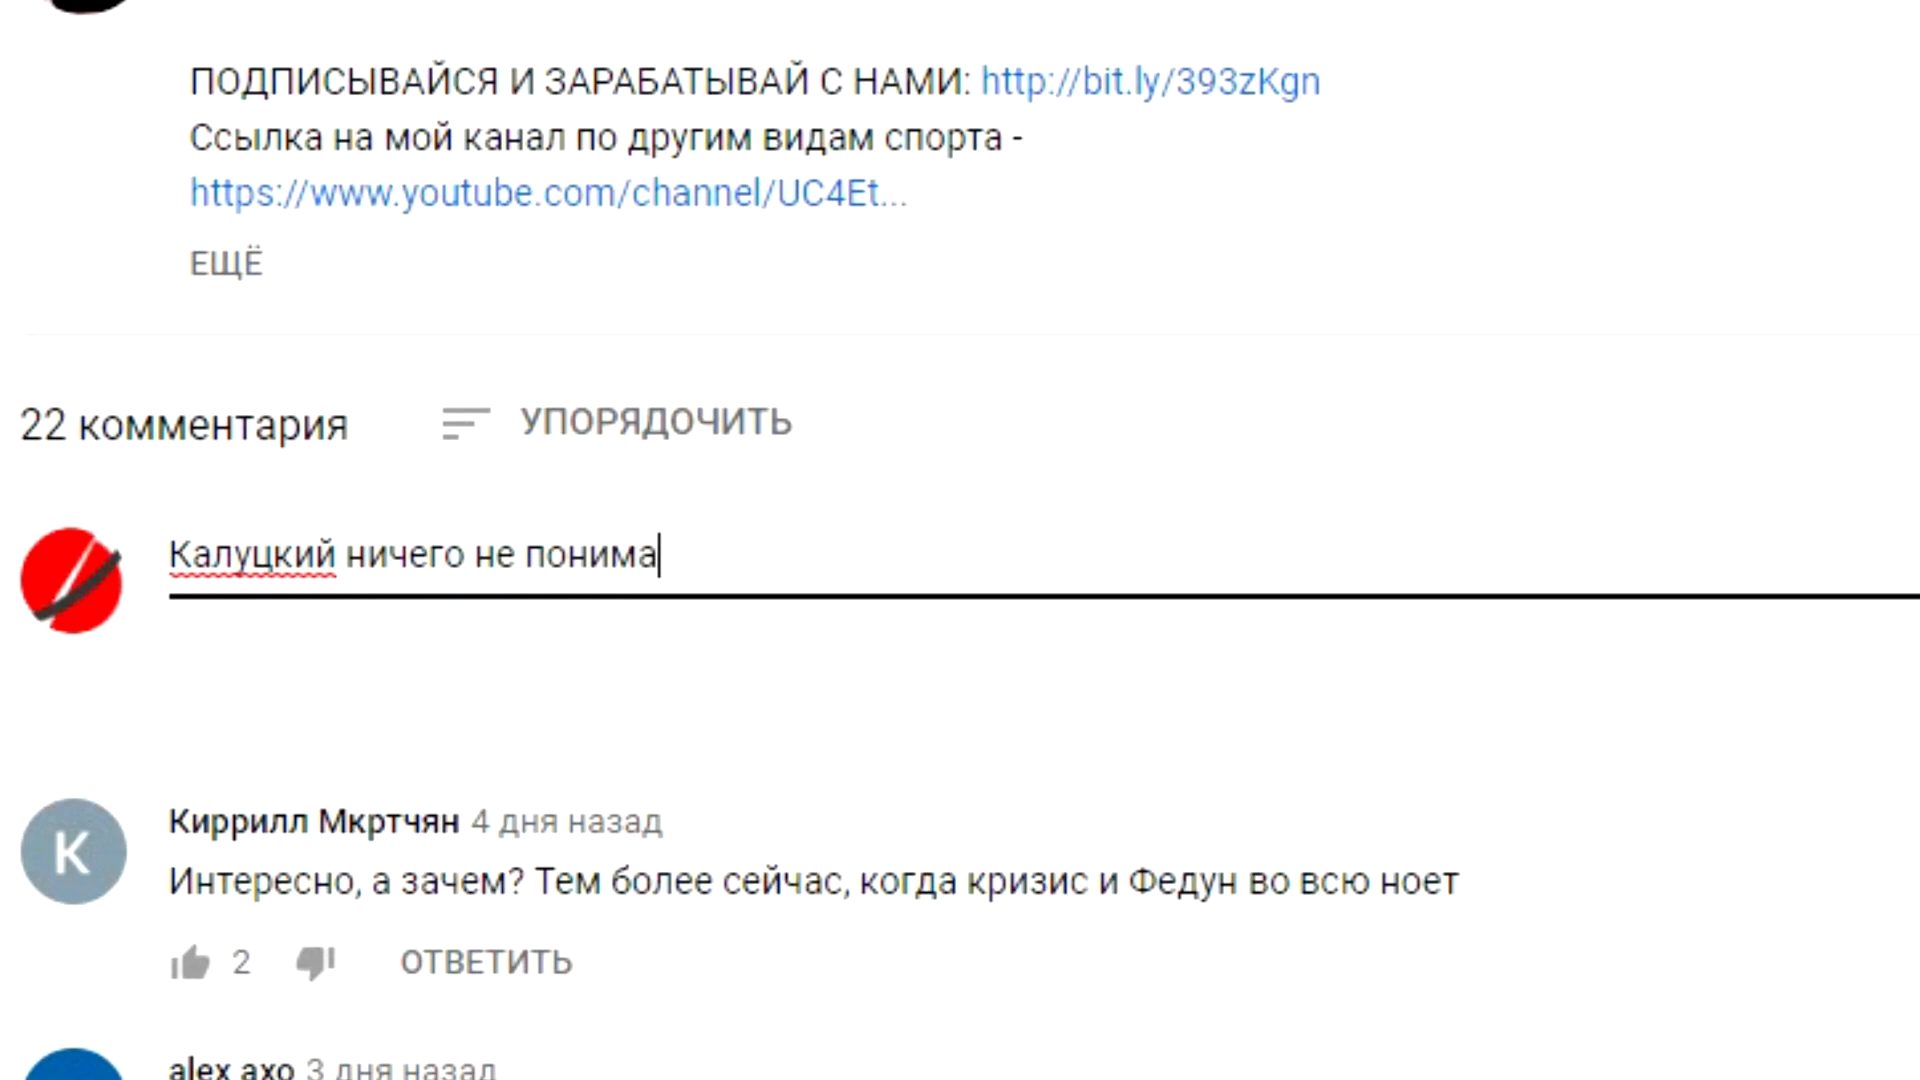 ПОДПИСЫВАЙСЯ И ЗАРАБАТЫВАЙ С НАМИ: http://bit.ly/393zKgn
Ссылка на мой канал по другим видам спорта -
https://www.youtube.com/channel/UC4Et...
ЕЩЁ
22 комментария УПОРЯДОЧИТЬ
Калуцкий ничего не понима
К
Киррилл Мкртчян 4 дня назад
Интересно, а зачем? Тем более сейчас, когда кризис и Федун во всю ноет
2 ОТВЕТИТЬ
alex axo 3 дня назад